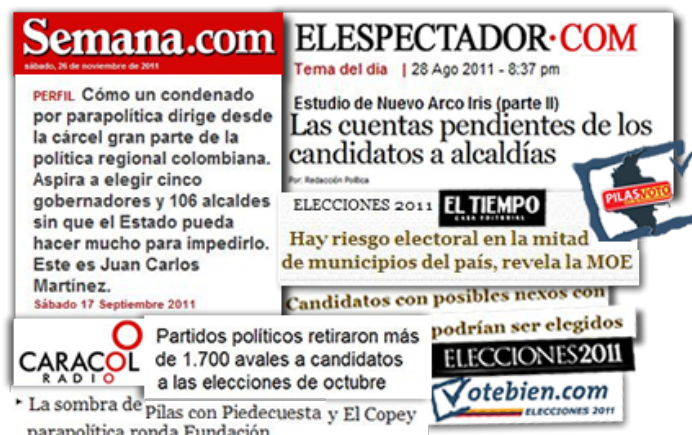 Semana.com
sábado, 26 de noviembre de 2011
PERFIL Cómo un condenado
por parapolítica dirige desde
la cárcel gran parte de la
política regional colombiana.
Aspira a elegir cinco
gobernadores y 106 alcaldes
sin que el Estado pueda
hacer mucho para impedirlo.
Este es Juan Carlos
Martínez.
Sábado 17 Septiembre 2011
ELESPECTADOR·COM
Tema del día | 28 Ago 2011 - 8:37 pm
Estudio de Nuevo Arco Iris (parte II)
Las cuentas pendientes de los
candidatos a alcaldías
Por: Redacción Política
PILAS VOTO
ELECCIONES 2011 EL TIEMPO
CASA EDITORIAL
Hay riesgo electoral en la mitad
de municipios del país, revela la MOE
Candidatos con posibles nexos con
podrían ser elegidos
ELECCIONES2011
Votebien.com
ELECCIONES 2011
CARACOL
RADIO
Partidos políticos retiraron más
de 1.700 avales a candidatos
a las elecciones de octubre
La sombra de
parapolítica ronda Fundación
Pilas con Piedecuesta y El Copey